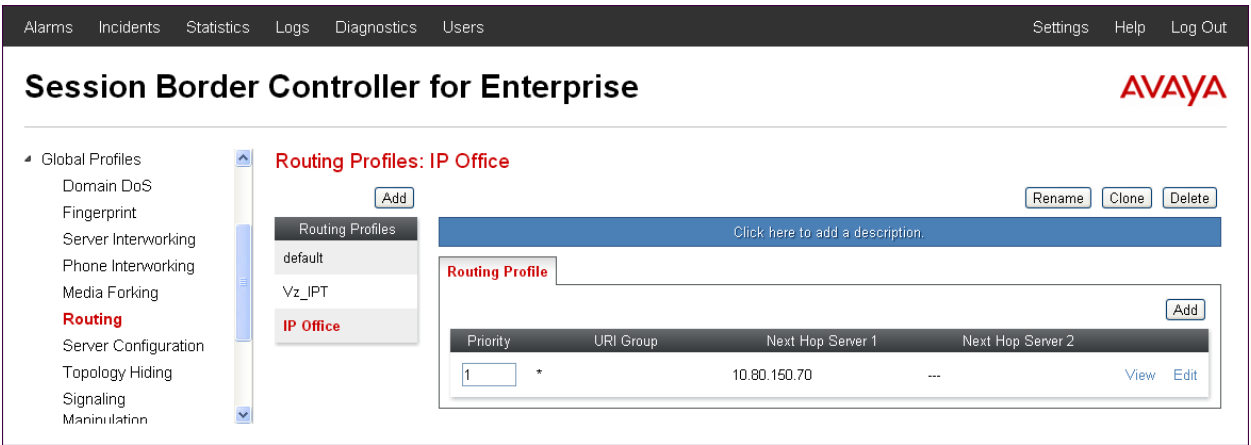 Alarms Incidents Statistics Logs Diagnostics Users Settings Help Log Out
Session Border Controller for Enterprise
AVAYA
Global Profiles
Domain DoS
Fingerprint
Server Interworking
Phone Interworking
Media Forking
Routing
Server Configuration
Topology Hiding
Signaling
Manipulation
Routing Profiles: IP Office
Add
Rename Clone Delete
Routing Profiles
default
Vz_IPT
IP Office
Click here to add a description.
Routing Profile
Add
Priority URI Group Next Hop Server 1 Next Hop Server 2
1 * 10.80.150.70 --- View Edit